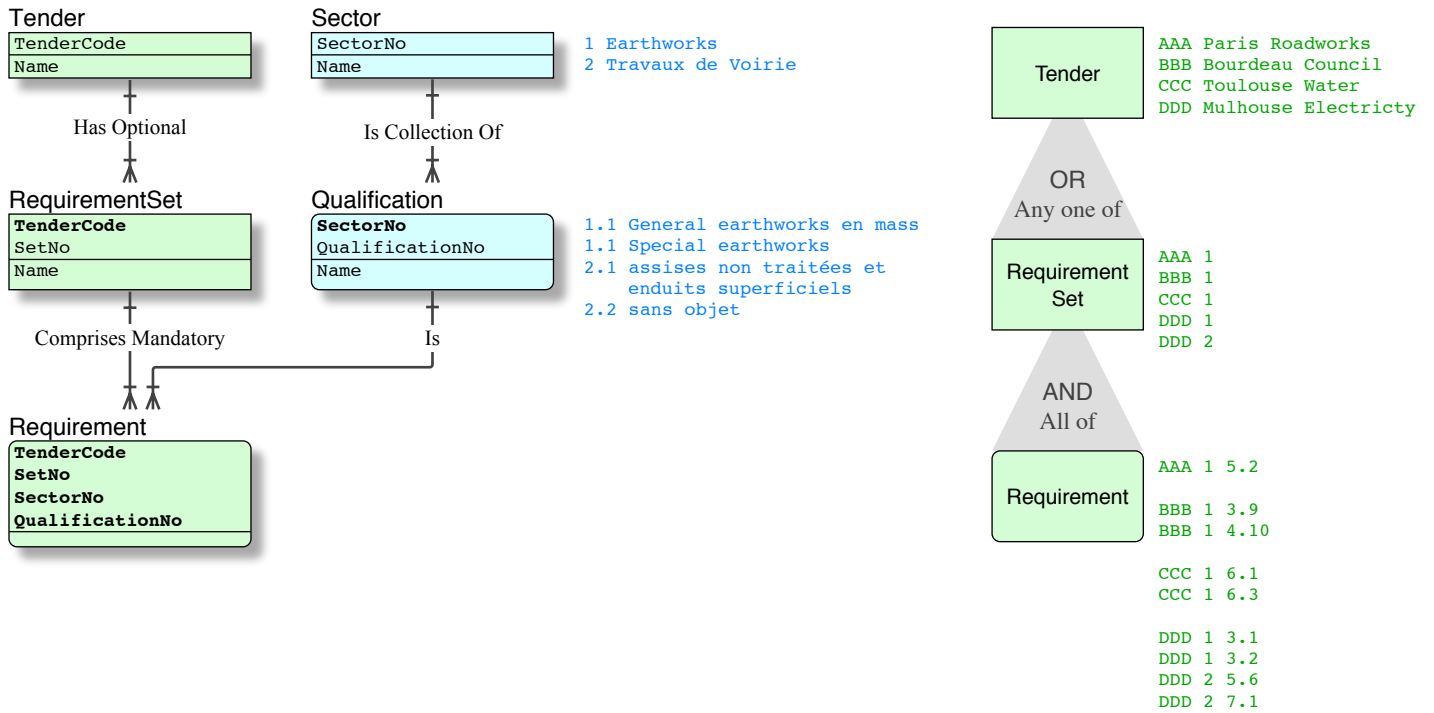 Tender
TenderCode
Name
Has Optional
RequirementSet
TenderCode
SetNo
Name
Comprises Mandatory
Requirement
TenderCode
SetNo
SectorNo
QualificationNo
Sector
SectorNo
Name
Is Collection Of
Qualification
SectorNo
QualificationNo
Name
Is
1 Earthworks
2 Travaux de Voirie
1.1 General earthworks en mass
1.1 Special earthworks
2.1 assises non traitées et
enduits superficiels
2.2 sans objet
Tender
OR
Any one of
Requirement
Set
AND
All of
Requirement
AAA Paris Roadworks
BBB Bourdeau Council
CCC Toulouse Water
DDD Mulhouse Electricty
AAA 1
BBB 1
CCC 1
DDD 1
DDD 2
AAA 1 5.2
BBB 1 3.9
BBB 1 4.10
CCC 1 6.1
CCC 1 6.3
DDD 1 3.1
DDD 1 3.2
DDD 2 5.6
DDD 2 7.1